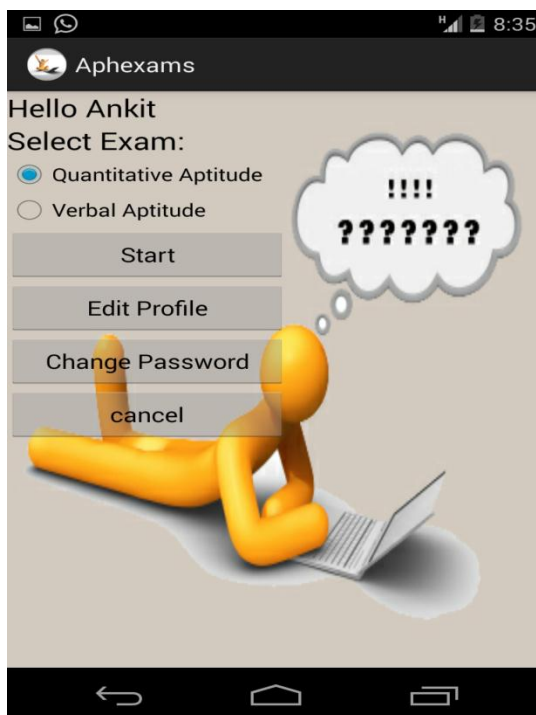 H 8:35
Aphexams
Hello Ankit
Select Exam:
!!!!
Quantitative Aptitude
???????
Verbal Aptitude
Start
Edit Profile
Change Password
cancel